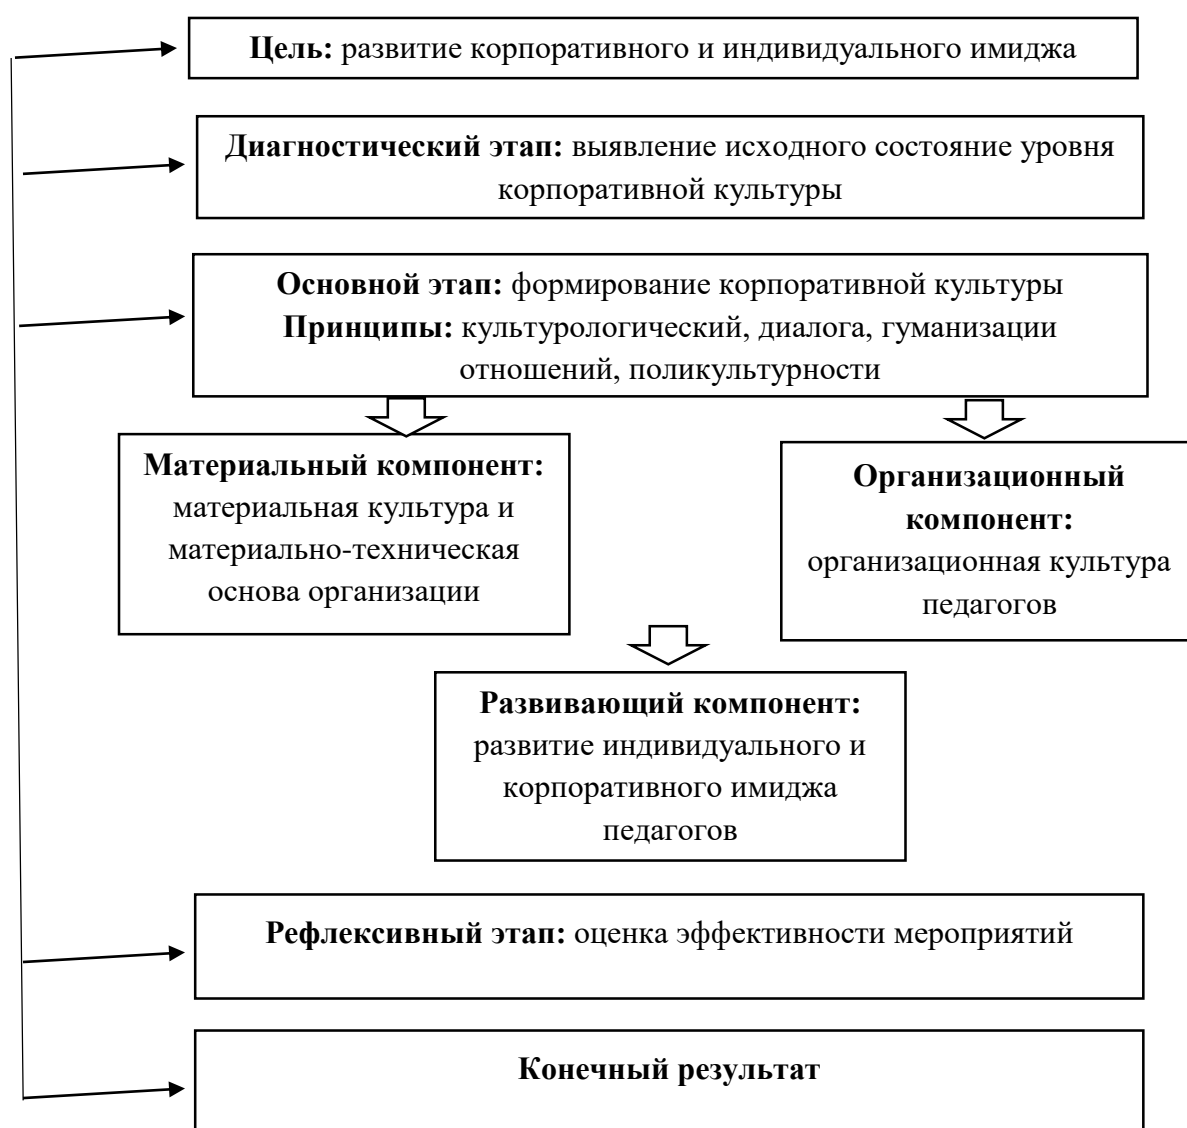 Цель: развитие корпоративного и индивидуального имиджа
Диагностический этап: выявление исходного состояние уровня
корпоративной культуры
Основной этап: формирование корпоративной культуры
Принципы: культурологический, диалога, гуманизации
отношений, поликультурности
Материальный компонент:
материальная культура и
материально-техническая
основа организации
Организационный
компонент:
организационная культура
педагогов
Развивающий компонент:
развитие индивидуального и
корпоративного имиджа
педагогов
Рефлексивный этап: оценка эффективности мероприятий
Конечный результат